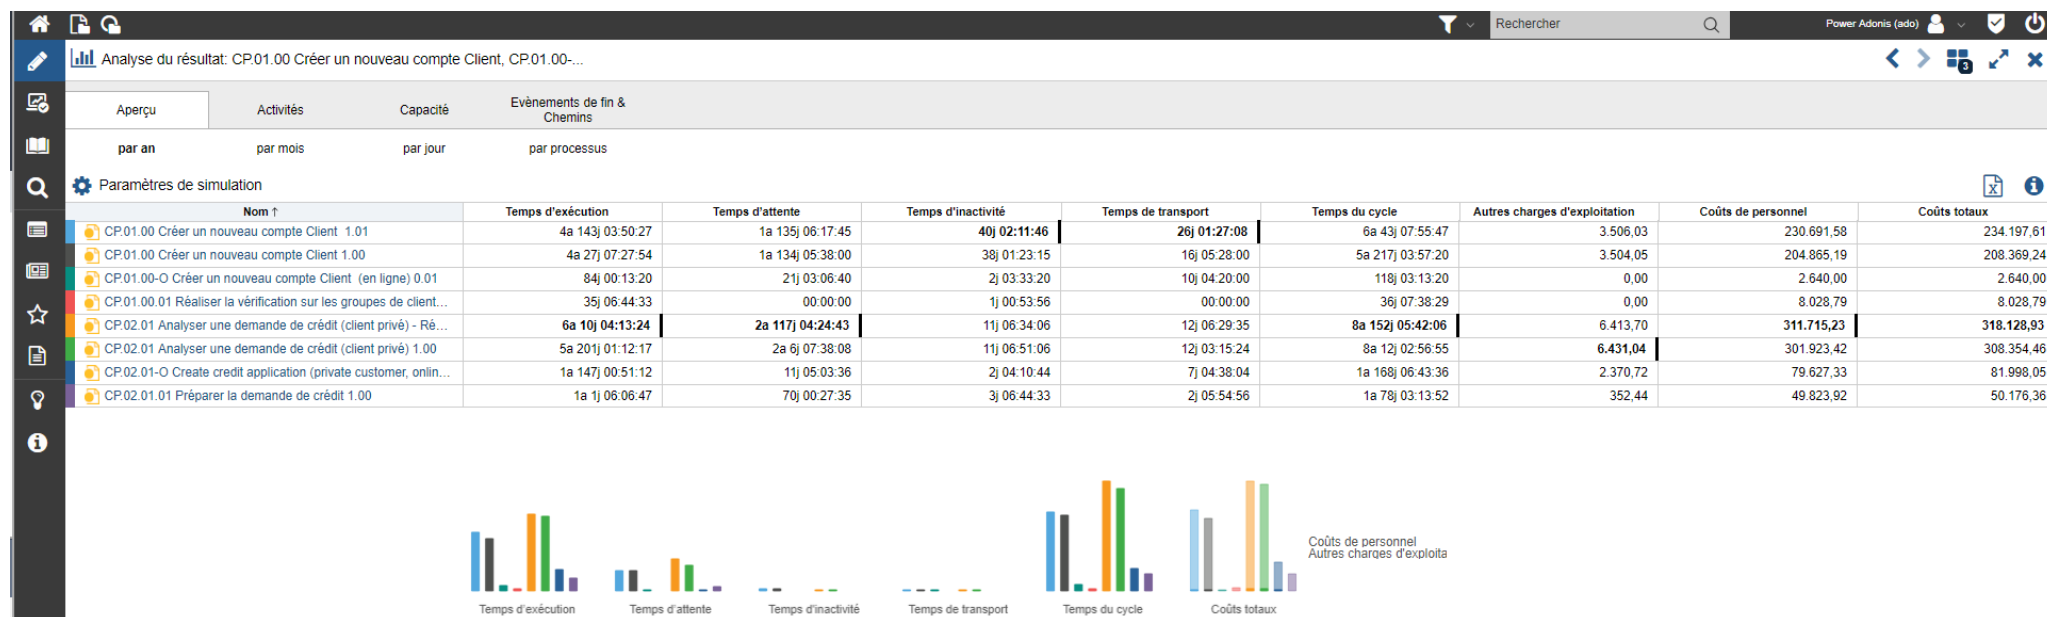 Rechercher
Power Adonis (ado)
Analyse du résultat: CP.01.00 Créer un nouveau compte Client, CP.01.00-...
3
Aperçu Activités Capacité Evènements de fin & Chemins
par an par mois par jour par processus
Paramètres de simulation
Nom ↑ Temps d'exécution Temps d'attente Temps d'inactivité Temps de transport Temps du cycle Autres charges d'exploitation Coûts de personnel Coûts totaux
CP.01.00 Créer un nouveau compte Client 1.01 4a 143j 03:50:27 1a 135j 06:17:45 40j 02:11:46 26j 01:27:08 6a 43j 07:55:47 3.506,03 230.691,58 234.197,61
CP.01.00 Créer un nouveau compte Client 1.00 4a 27j 07:27:54 1a 134j 05:38:00 38j 01:23:15 16j 05:28:00 5a 217j 03:57:20 3.504,05 204.865,19 208.369,24
CP.01.00-O Créer un nouveau compte Client (en ligne) 0.01 84j 00:13:20 21j 03:06:40 2j 03:33:20 10j 04:20:00 118j 03:13:20 0,00 2.640,00 2.640,00
CP.01.00.01 Réaliser la vérification sur les groupes de client... 35j 06:44:33 00:00:00 1j 00:53:56 00:00:00 36j 07:38:29 0,00 8.028,79 8.028,79
CP.02.01 Analyser une demande de crédit (client privé) - Ré... 6a 10j 04:13:24 2a 117j 04:24:43 11j 06:34:06 12j 06:29:35 8a 152j 05:42:06 6.413,70 311.715,23 318.128,93
CP.02.01 Analyser une demande de crédit (client privé) 1.00 5a 201j 01:12:17 2a 6j 07:38:08 11j 06:51:06 12j 03:15:24 8a 12j 02:56:55 6.431,04 301.923,42 308.354,46
CP.02.01-O Create credit application (private customer, onlin... 1a 147j 00:51:12 11j 05:03:36 2j 04:10:44 7j 04:38:04 1a 168j 06:43:36 2.370,72 79.627,33 81.998,05
CP.02.01.01 Préparer la demande de crédit 1.00 1a 1j 06:06:47 70j 00:27:35 3j 06:44:33 2j 05:54:56 1a 78j 03:13:52 352,44 49.823,92 50.176,36
Coûts de personnel
Autres charges d'exploita
Temps d'exécution Temps d'attente Temps d'inactivité Temps de transport Temps du cycle Coûts totaux